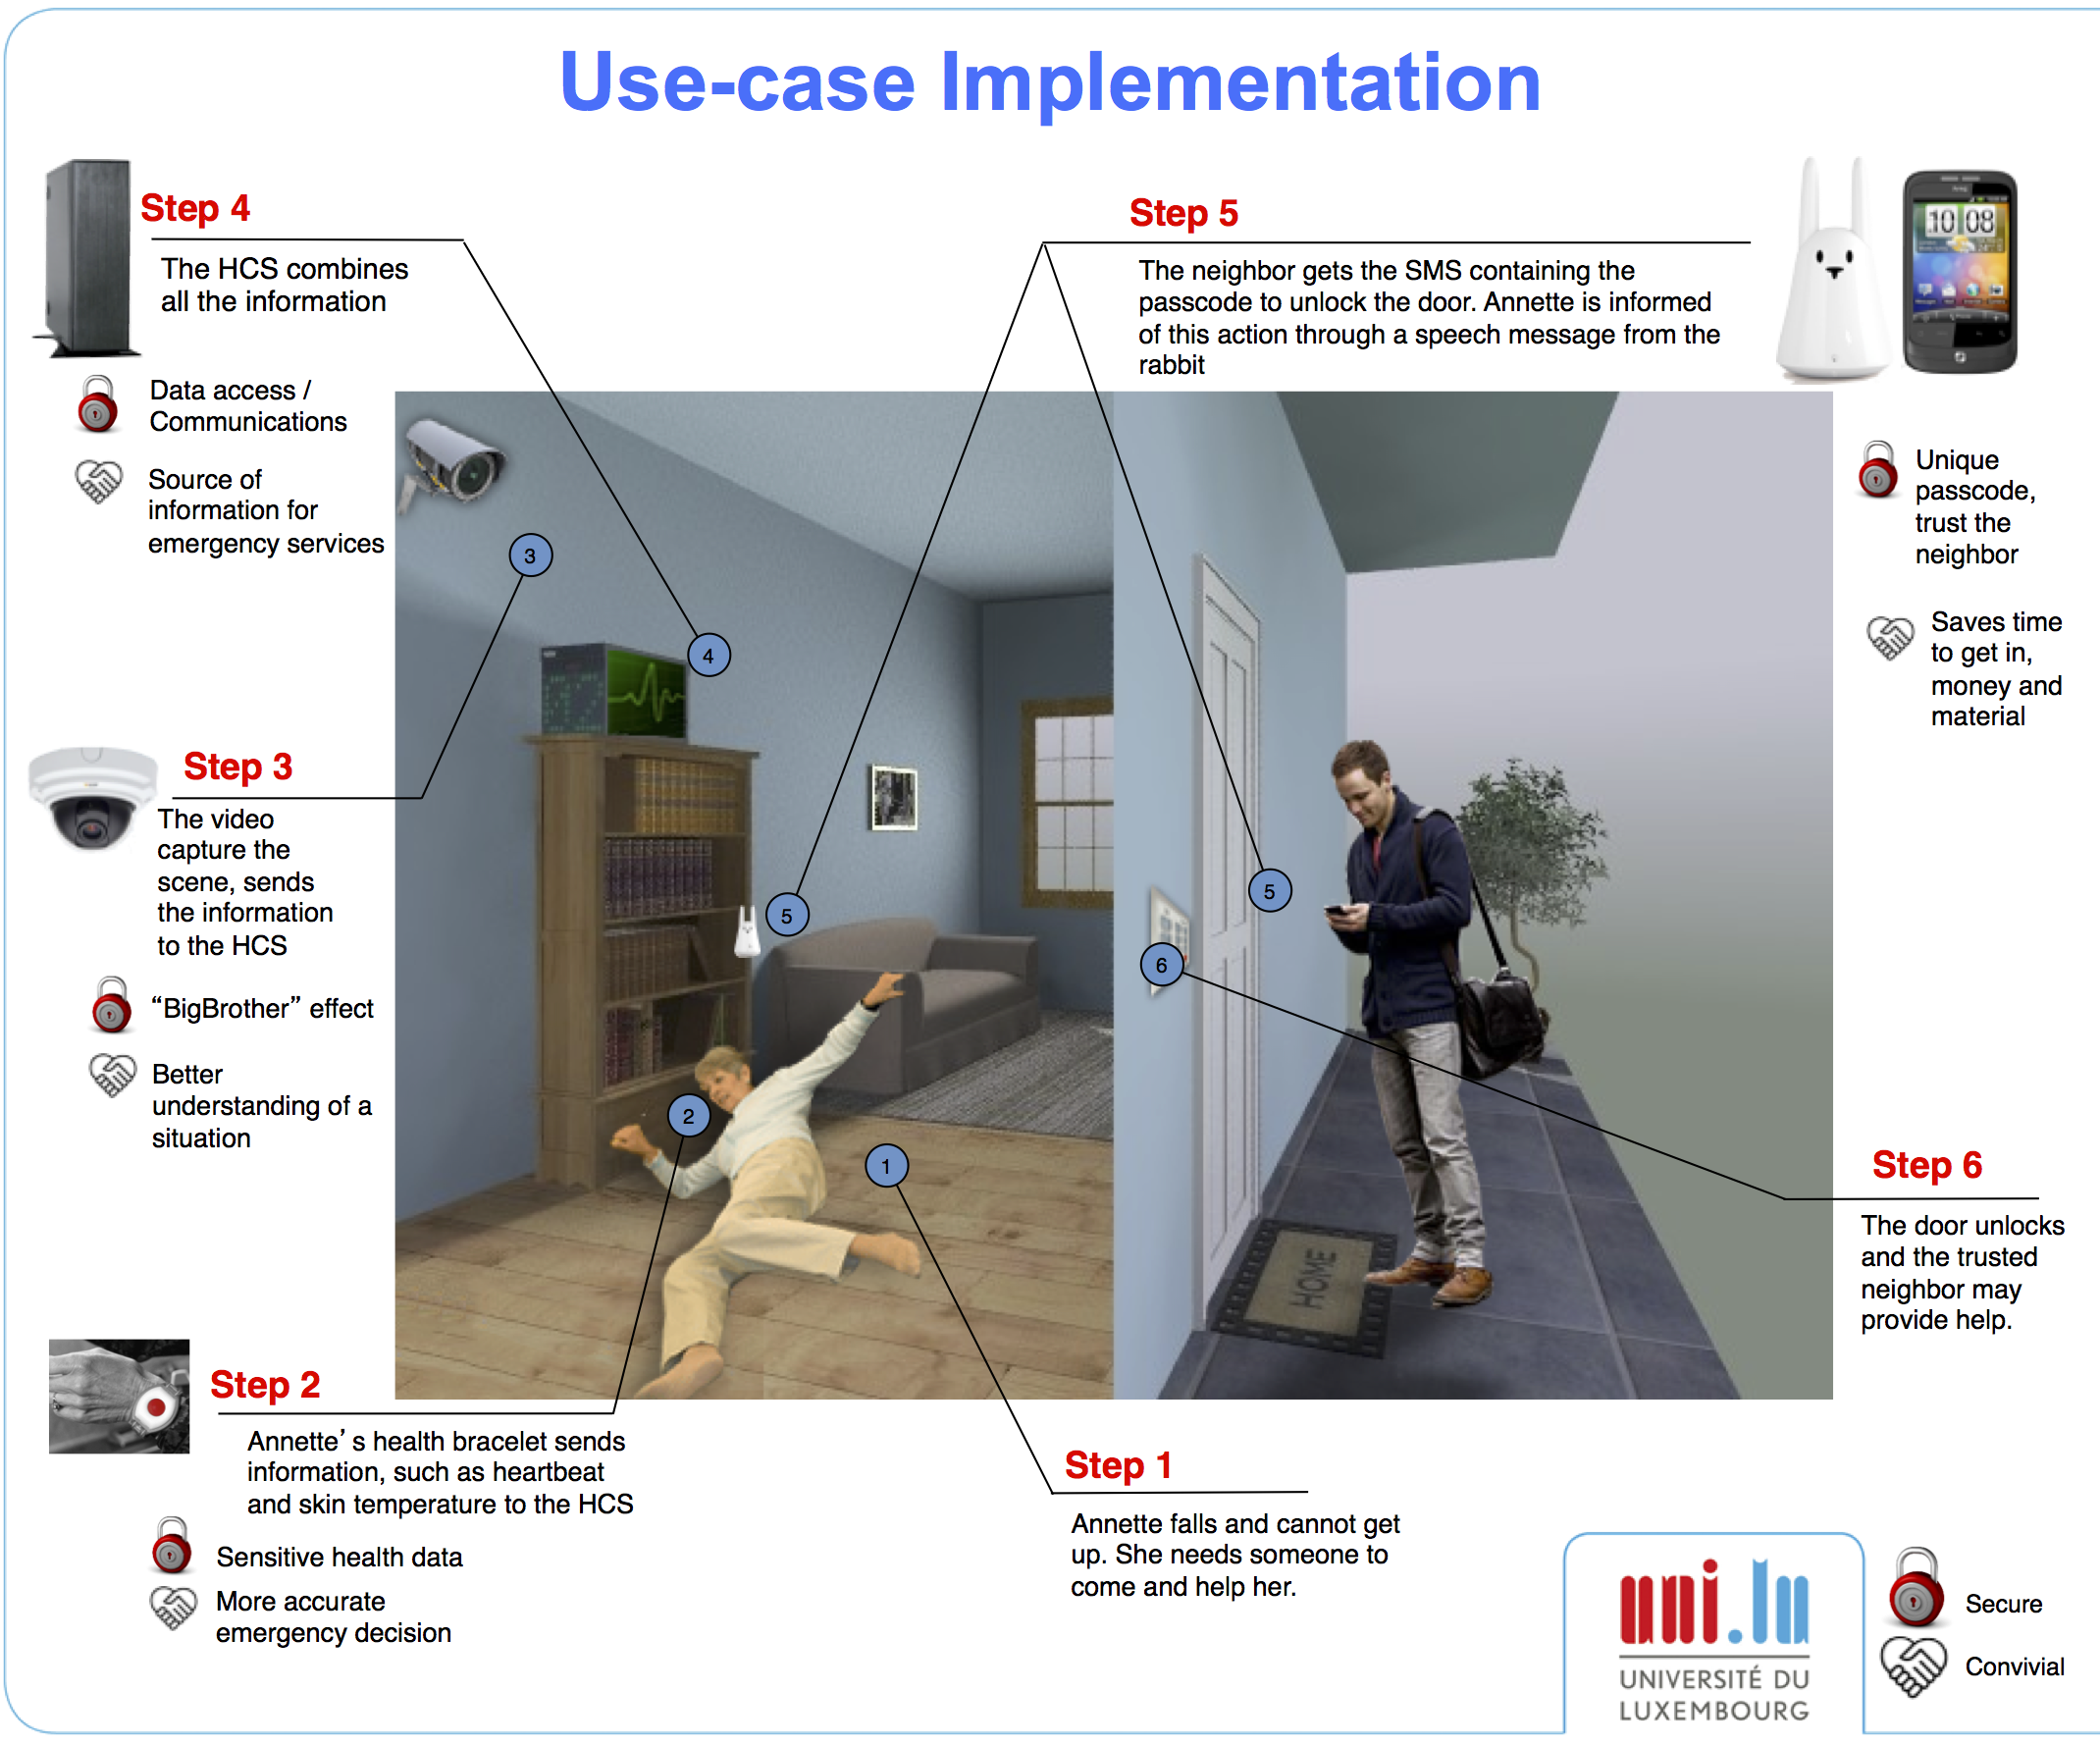 Use-case Implementation
Step 4
The HCS combines
all the information
Data access /
Communications
Source of
information for
emergency services
Step 5
The neighbor gets the SMS containing the
passcode to unlock the door. Annette is informed
of this action through a speech message from the
rabbit
10 08
Unique
passcode,
trust the
neighbor
Saves time
to get in,
money and
material
3
4
5
5
6
2
1
HOME
Step 3
The video
capture the
scene, sends
the information
to the HCS
“BigBrother” effect
Better
understanding of a
situation
Step 6
The door unlocks
and the trusted
neighbor may
provide help.
Step 2
Annette’s health bracelet sends
information, such as heartbeat
and skin temperature to the HCS
Sensitive health data
More accurate
emergency decision
Step 1
Annette falls and cannot get
up. She needs someone to
come and help her.
uni.lu
UNIVERSITÉ DU
LUXEMBOURG
Secure
Convivial